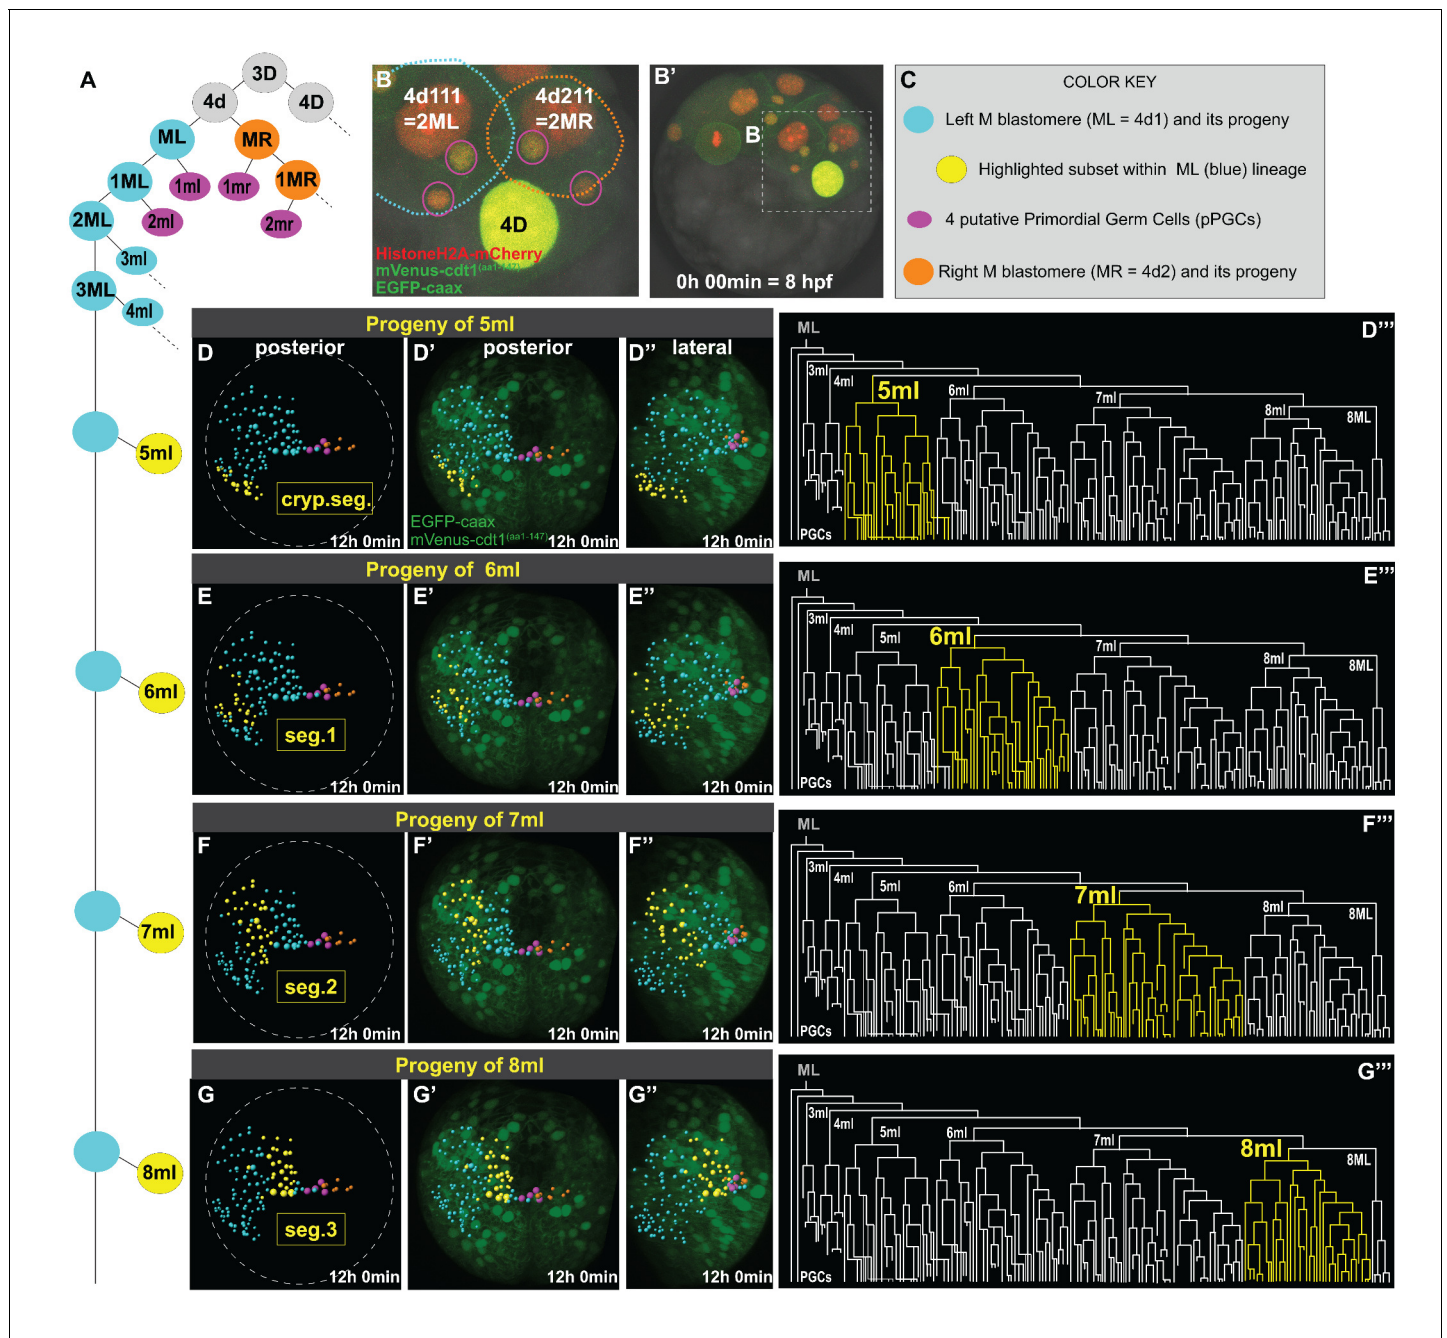 A
3D
4d
4D
ML
MR
1ML
1ml
1mr
1MR
2ML
2ml
2mr
3ml
3ML
4ml
B
4d111
=2ML
4d211
=2MR
4D
HistoneH2A-mCherry
mVenus-cdt1(aa1-147)
EGFP-caax
B’
B
0h 00min = 8 hpf
C
COLOR KEY
Left M blastomere (ML = 4d1) and its progeny
Highlighted subset within ML (blue) lineage
4 putative Primordial Germ Cells (pPGCs)
Right M blastomere (MR = 4d2) and its progeny
5ml
Progeny of 5ml
D
posterior
cryp.seg.
12h 0min
D’
posterior
EGFP-caax
mVenus-cdt1(aa1-147)
12h 0min
D’’
lateral
12h 0min
D’’’
ML
3ml
4ml
5ml
6ml
7ml
8ml
8ML
PGCs
6ml
Progeny of 6ml
E
seg.1
12h 0min
E’
12h 0min
E’’
12h 0min
E’’’
ML
3ml
4ml
5ml
6ml
7ml
8ml
8ML
PGCs
7ml
Progeny of 7ml
F
seg.2
12h 0min
F’
12h 0min
F’’
12h 0min
F’’’
ML
3ml
4ml
5ml
6ml
7ml
8ml
8ML
PGCs
8ml
Progeny of 8ml
G
seg.3
12h 0min
G’
12h 0min
G’’
12h 0min
G’’’
ML
3ml
4ml
5ml
6ml
7ml
8ml
8ML
PGCs